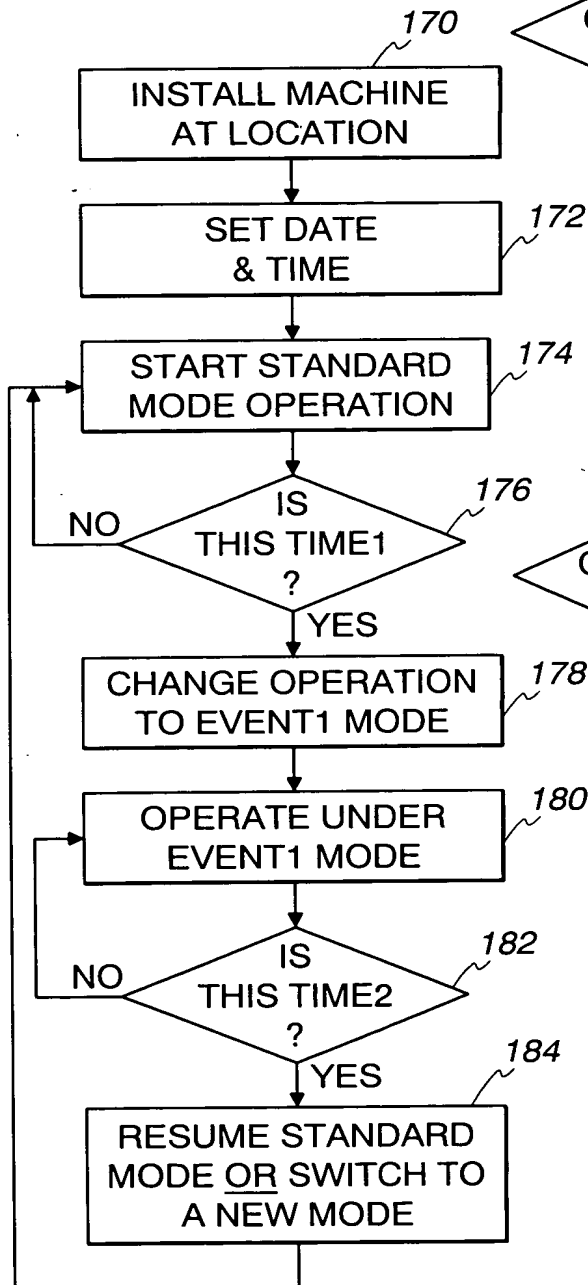 170
INSTALL MACHINE
AT LOCATION
172
SET DATE
& TIME
174
START STANDARD
MODE OPERATION
176
IS
THIS TIME1
?
NO
YES
178
CHANGE OPERATION
TO EVENT1 MODE
180
OPERATE UNDER
EVENT1 MODE
182
IS
THIS TIME2
?
NO
YES
184
RESUME STANDARD
MODE OR SWITCH TO
A NEW MODE